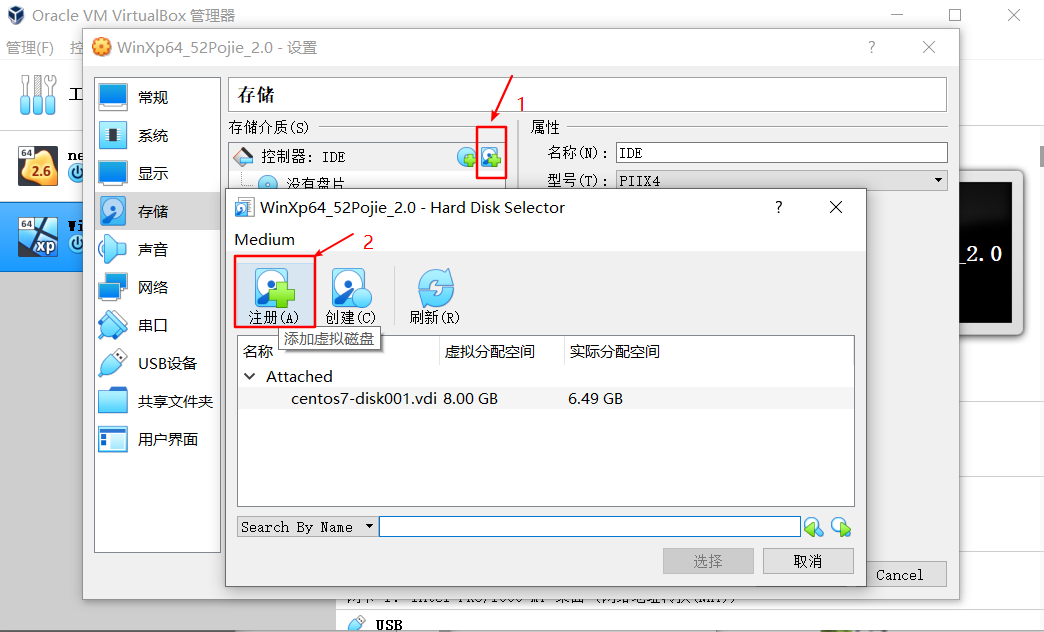 Oracle VM VirtualBox 管理器
管理(F) 控
WinXp64_52Pojie_2.0 - 设置
?
工
常规
系统
显示
存储
声音
网络
串口
USB设备
共享文件夹
用户界面
64
2.6
ne
64
xp
Wi
存储
1
存储介质(S)
控制器: IDE
没有盘片
属性
名称(N): IDE
型号(T): PIIX4
_2.0
WinXp64_52Pojie_2.0 - Hard Disk Selector
?
Medium
2
注册(A)
创建(C)
刷新(R)
添加虚拟磁盘
名称 虚拟分配空间 实际分配空间
Attached
centos7-disk001.vdi 8.00 GB 6.49 GB
Search By Name
选择
取消
Cancel
USB